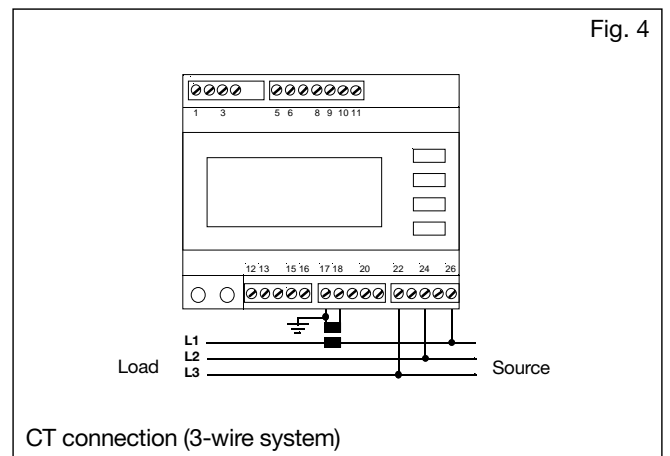 Fig. 4
1 3 5 6 8 9 10 11
12 13 15 16 17 18 20 22 24 26
L1
L2
Load Source
L3
CT connection (3-wire system)